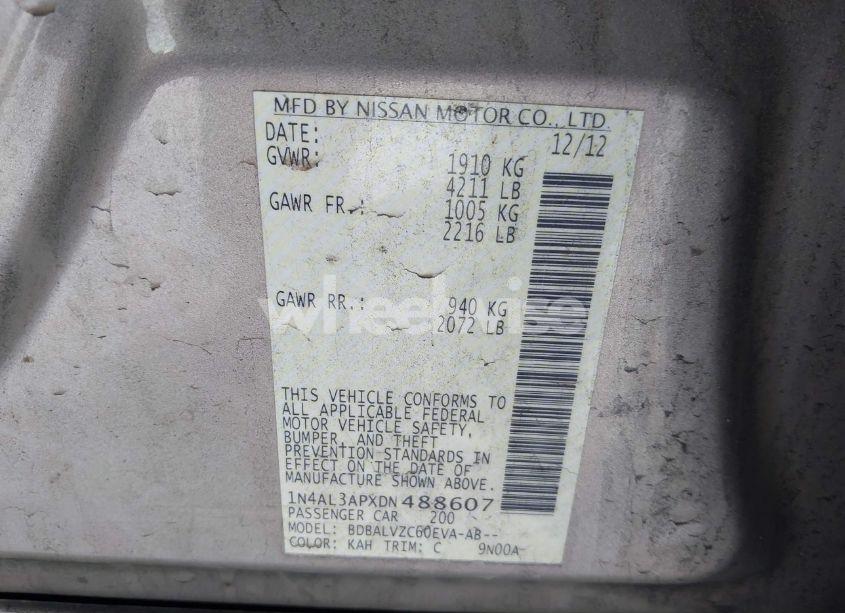 MFD BY NISSAN MOTOR CO., LTD.
DATE: 12/12
GVWR: 1910 KG
4211 LB
GAWR FR.: 1005 KG
2216 LB
GAWR RR.: 940 KG
2072 LB
wheelwise
THIS VEHICLE CONFORMS TO
ALL APPLICABLE FEDERAL
MOTOR VEHICLE SAFETY,
BUMPER, AND THEFT
PREVENTION STANDARDS IN
EFFECT ON THE DATE OF
MANUFACTURE SHOWN ABOVE.
1N4AL3APXDN488607
PASSENGER CAR 200
MODEL: BDBALVZC60EVA-AB--
COLOR: KAH TRIM: C 9N00A